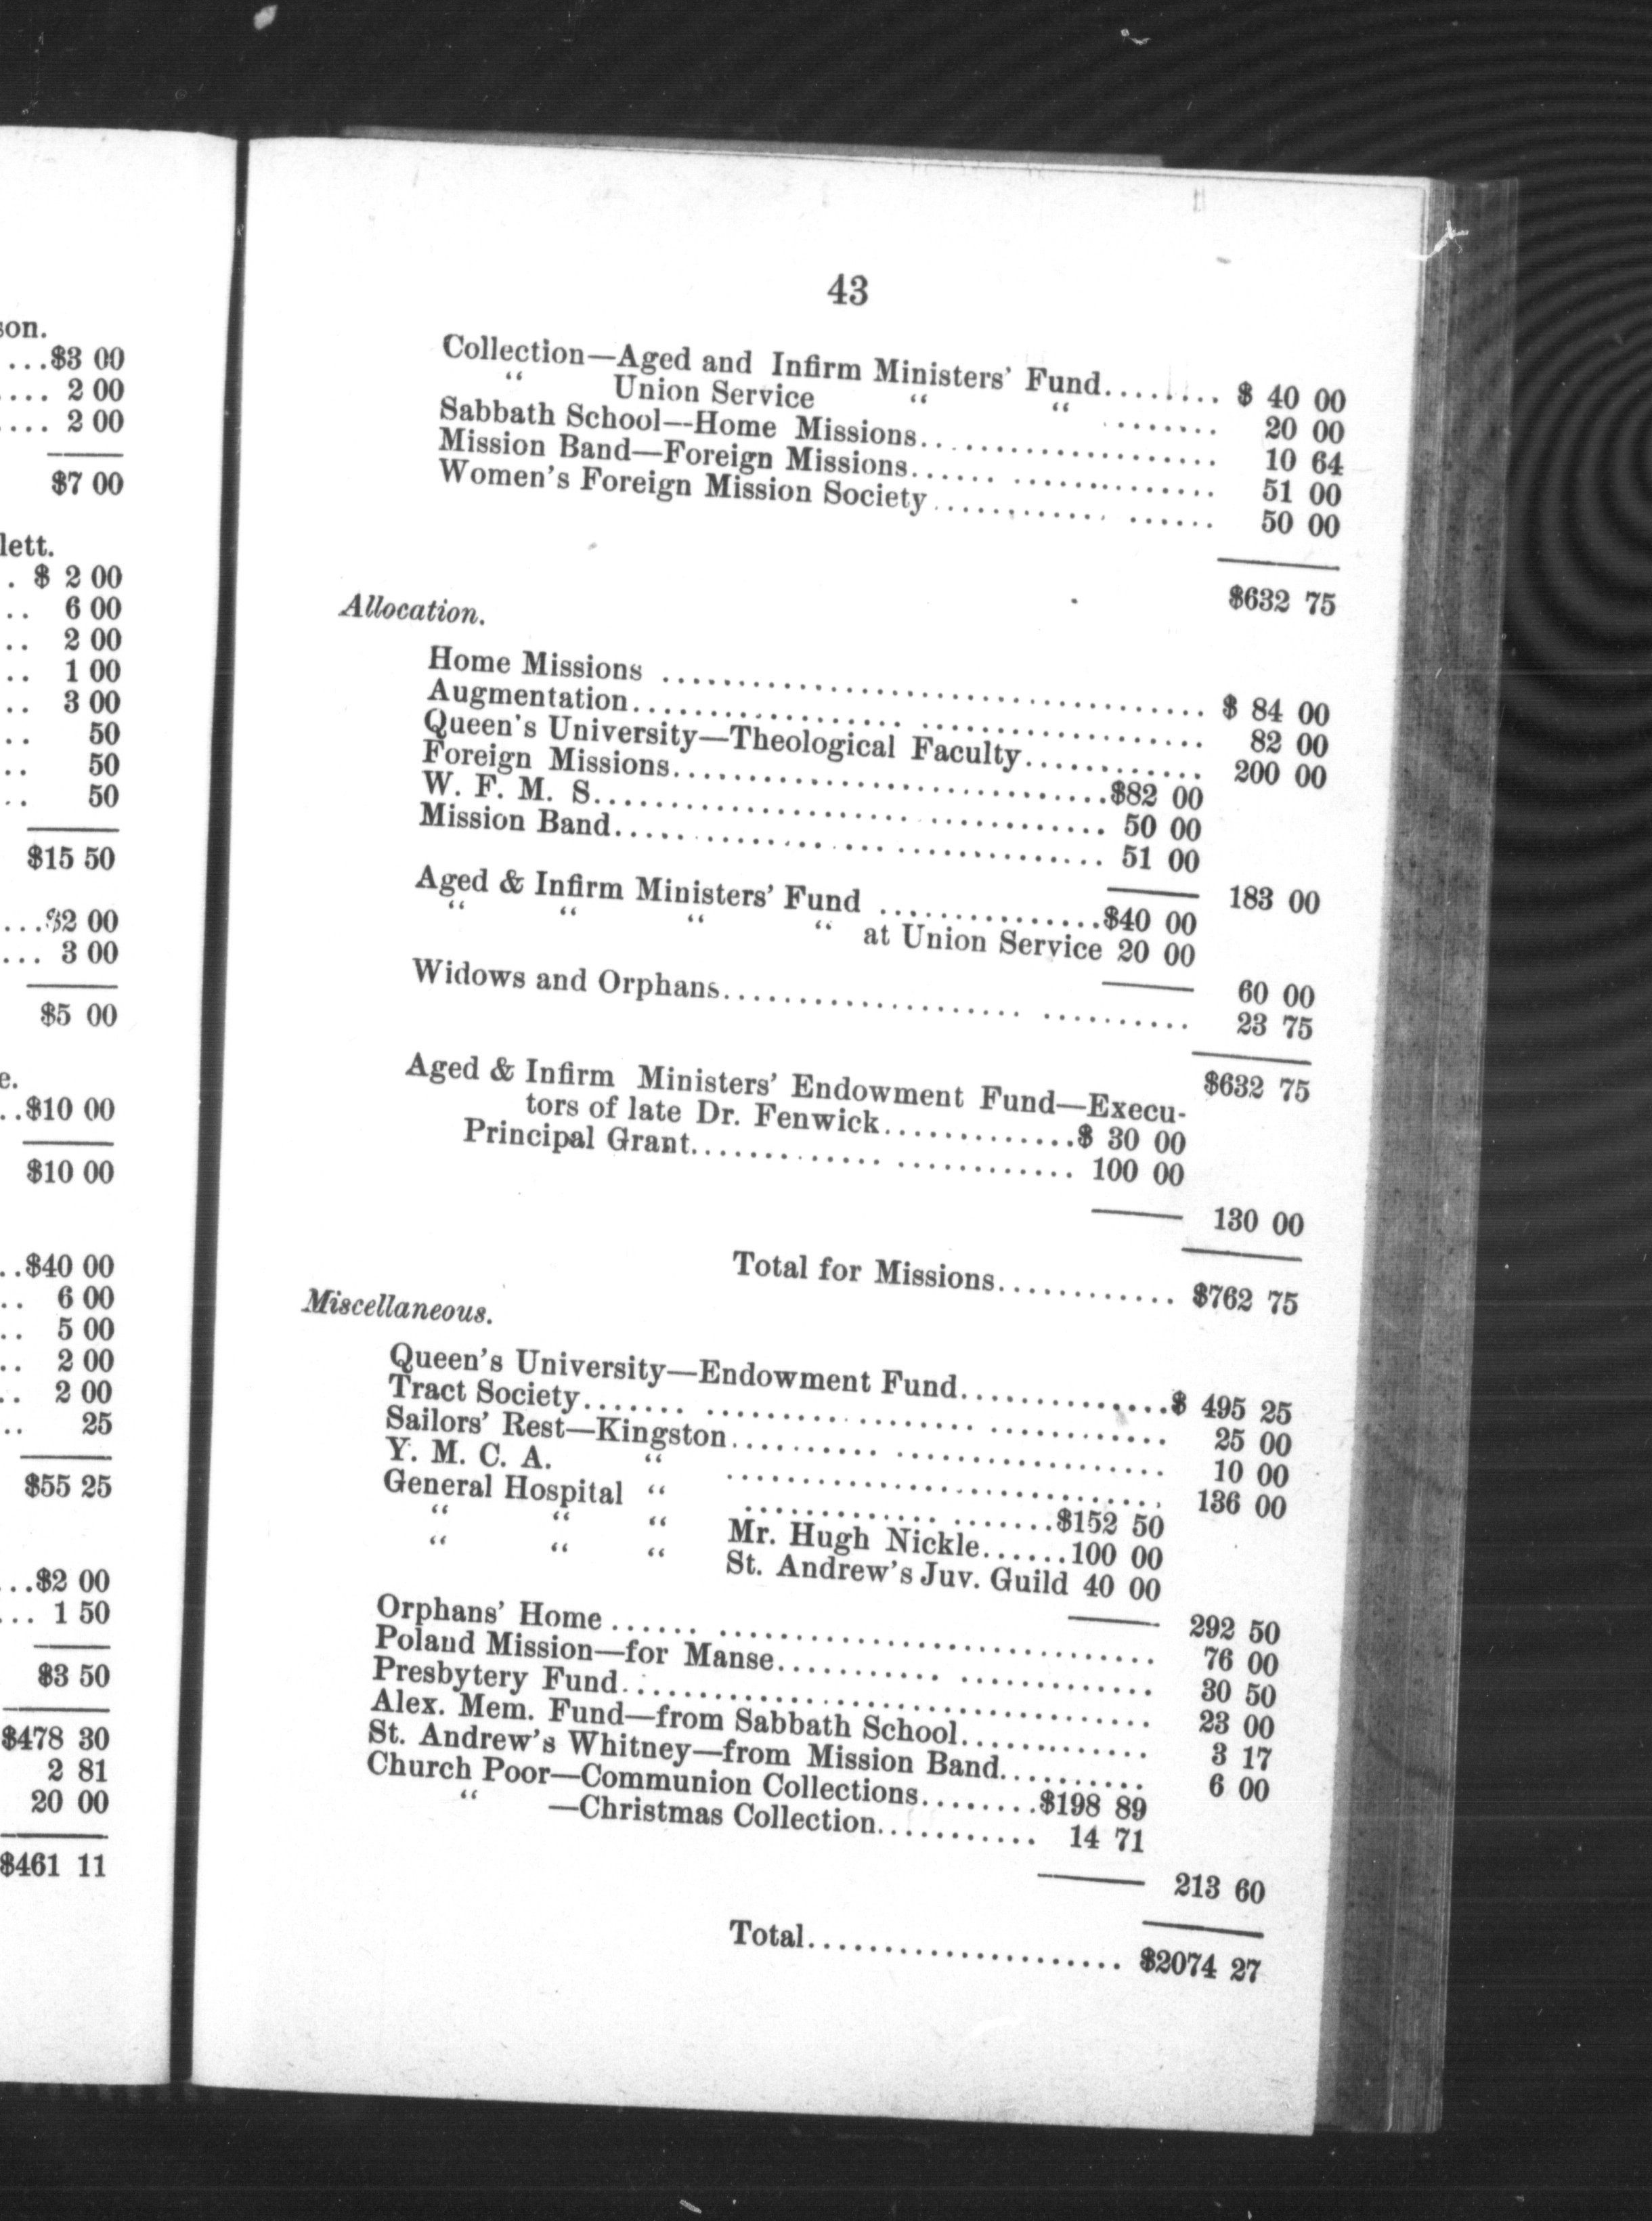 son.
...$3 00
.... 2 00
.... 2 00
$7 00
lett.
. $ 2 00
.. 6 00
.. 2 00
.. 1 00
.. 3 00
.. 50
.. 50
.. 50
$15 50
...$2 00
... 3 00
$5 00
e.
..$10 00
$10 00
..$40 00
.. 6 00
.. 5 00
.. 2 00
.. 2 00
.. 25
$55 25
...$2 00
... 1 50
$3 50
$478 30
2 81
20 00
$461 11
43
Collection—Aged and Infirm Ministers' Fund........ $ 40 00
“ Union Service “ “ ........ 20 00
Sabbath School—Home Missions.................... 10 64
Mission Band—Foreign Missions.................... 51 00
Women's Foreign Mission Society.................. 50 00
$632 75
Allocation.
Home Missions .................................... $ 84 00
Augmentation...................................... 82 00
Queen's University—Theological Faculty............ 200 00
Foreign Missions.............................$82 00
W. F. M. S.................................. 50 00
Mission Band................................ 51 00
183 00
Aged & Infirm Ministers' Fund ...............$40 00
“ “ “ “ at Union Service 20 00
60 00
Widows and Orphans.............................. 23 75
$632 75
Aged & Infirm Ministers' Endowment Fund—Execu-
tors of late Dr. Fenwick.............$ 30 00
Principal Grant......................... 100 00
130 00
Total for Missions............ $762 75
Miscellaneous.
Queen's University—Endowment Fund..............$ 495 25
Tract Society..................................... 25 00
Sailors' Rest—Kingston............................ 10 00
Y. M. C. A. “ ............................ 136 00
General Hospital “ ....................$152 50
“ “ “ Mr. Hugh Nickle......100 00
“ “ “ St. Andrew's Juv. Guild 40 00
292 50
Orphans' Home .................................. 76 00
Poland Mission—for Manse........................ 30 50
Presbytery Fund.................................. 23 00
Alex. Mem. Fund—from Sabbath School............ 3 17
St. Andrew's Whitney—from Mission Band.......... 6 00
Church Poor—Communion Collections........$198 89
“ —Christmas Collection........... 14 71
213 60
Total.................... $2074 27